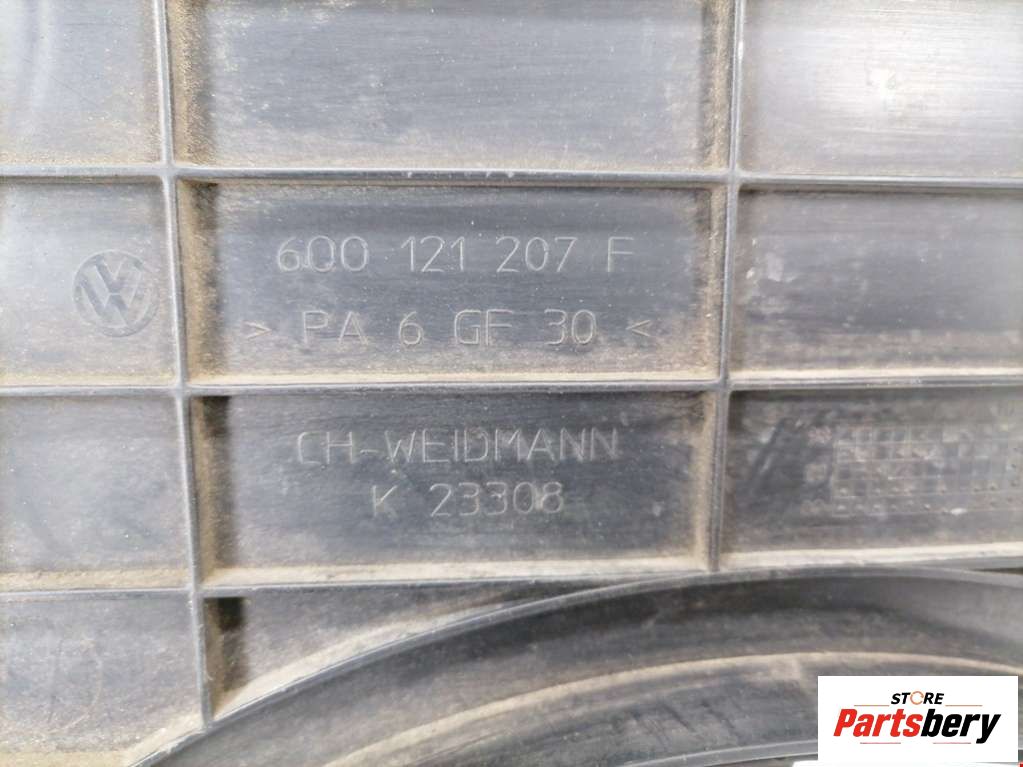 6Q0 121 207 F
> PA 6 GF 30 <
CH-WEIDMANN
K 23308
STORE
Partsbery